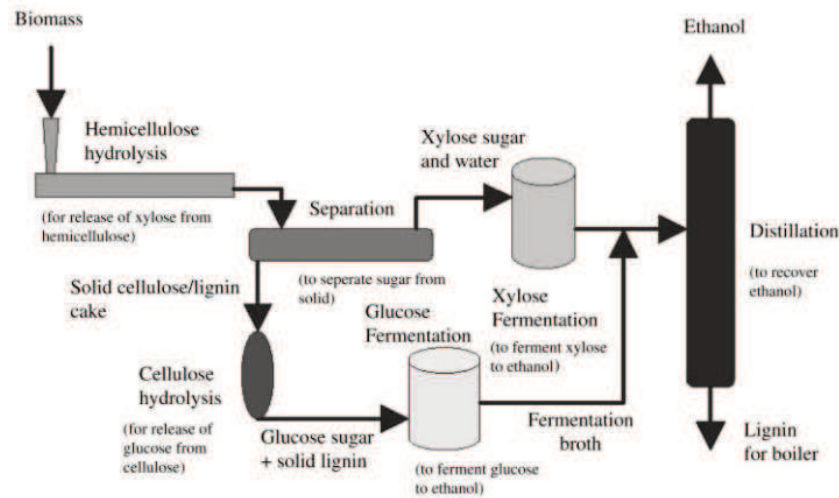 Biomass
Ethanol
Hemicellulose
hydrolysis
(for release of xylose from
hemicellulose)
Separation
(to seperate sugar from
solid)
Xylose sugar
and water
Xylose
Fermentation
(to ferment xylose
to ethanol)
Distillation
(to recover
ethanol)
Solid cellulose/lignin
cake
Glucose
Fermentation
Cellulose
hydrolysis
(for release of
glucose from
cellulose)
Glucose sugar
+ solid lignin
(to ferment glucose
to ethanol)
Fermentation
broth
Lignin
for boiler